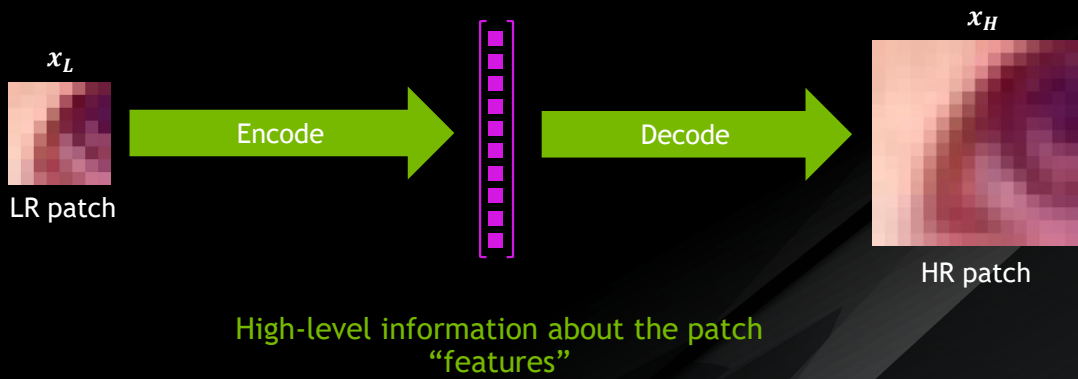 x_L
x_H
Encode
Decode
LR patch
HR patch
High-level information about the patch
“features”